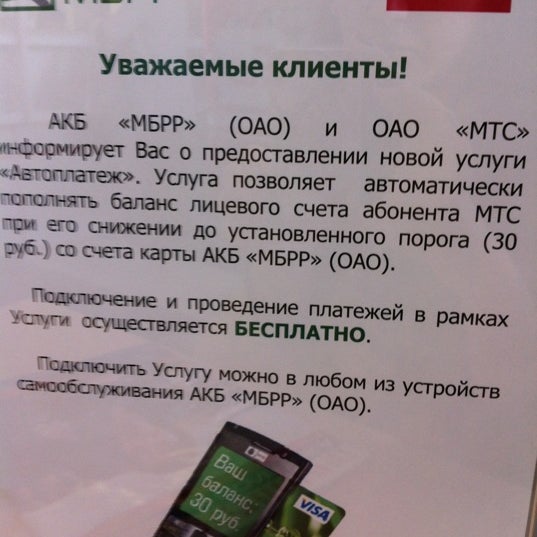 МБРР
Уважаемые клиенты!
АКБ «МБРР» (ОАО) и ОАО «МТС»
информирует Вас о предоставлении новой услуги
«Автоплатеж». Услуга позволяет автоматически
пополнять баланс лицевого счета абонента МТС
при его снижении до установленного порога (30
руб.) со счета карты АКБ «МБРР» (ОАО).
Подключение и проведение платежей в рамках
Услуги осуществляется БЕСПЛАТНО.
Подключить Услугу можно в любом из устройств
самообслуживания АКБ «МБРР» (ОАО).
Ваш
баланс:
30 руб.
VISA